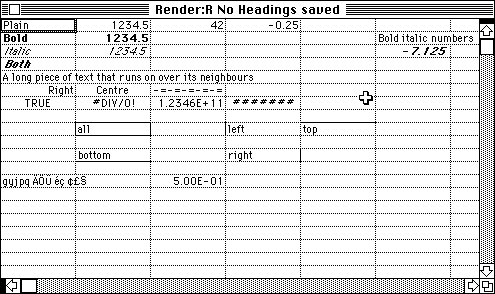 Render:R No Headings saved
Plain 1234.5 42 -0.25
Bold 1234.5 Bold italic numbers
Italic 1234.5 -7.125
Both
A long piece of text that runs on over its neighbours
Right Centre -=-=-=-=-
TRUE #DIV/0! 1.2346E+11 #######
all left top
bottom right
gyjpq ÄÖÜ éç ¢£§ 5.00E-01